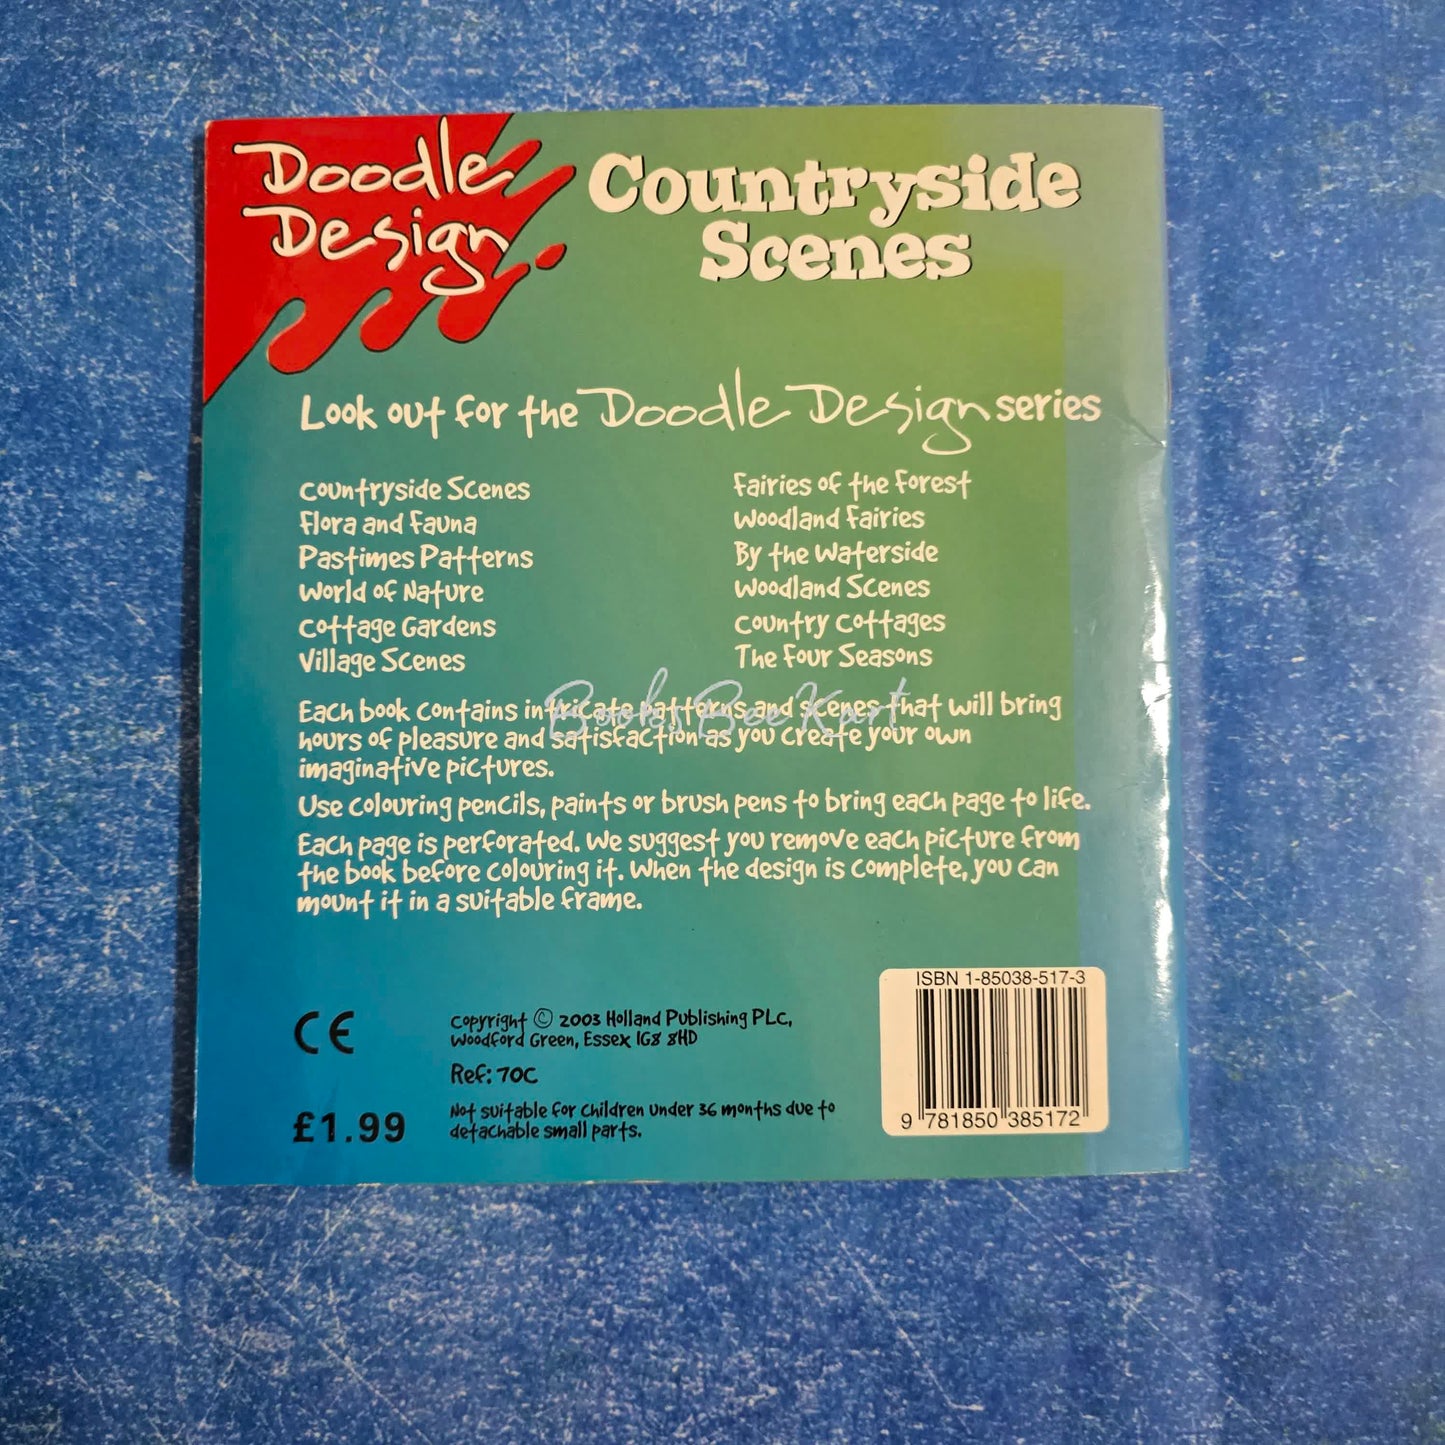 Doodle
Design
Countryside
Scenes
Look out for the Doodle Design series
Countryside Scenes
Flora and Fauna
Pastimes Patterns
World of Nature
Cottage Gardens
Village Scenes
Fairies of the Forest
Woodland Fairies
By the Waterside
Woodland Scenes
Country Cottages
The Four Seasons
Each book contains intricate patterns and scenes that will bring
hours of pleasure and satisfaction as you create your own
imaginative pictures.
BooksBeeKart
Use colouring pencils, paints or brush pens to bring each page to life.
Each page is perforated. We suggest you remove each picture from
the book before colouring it. When the design is complete, you can
mount it in a suitable frame.
CE
£1.99
Copyright © 2003 Holland Publishing PLC,
Woodford Green, Essex IG8 8HD
Ref: 70C
Not suitable for children under 36 months due to
detachable small parts.
ISBN 1-85038-517-3
9 781850 385172